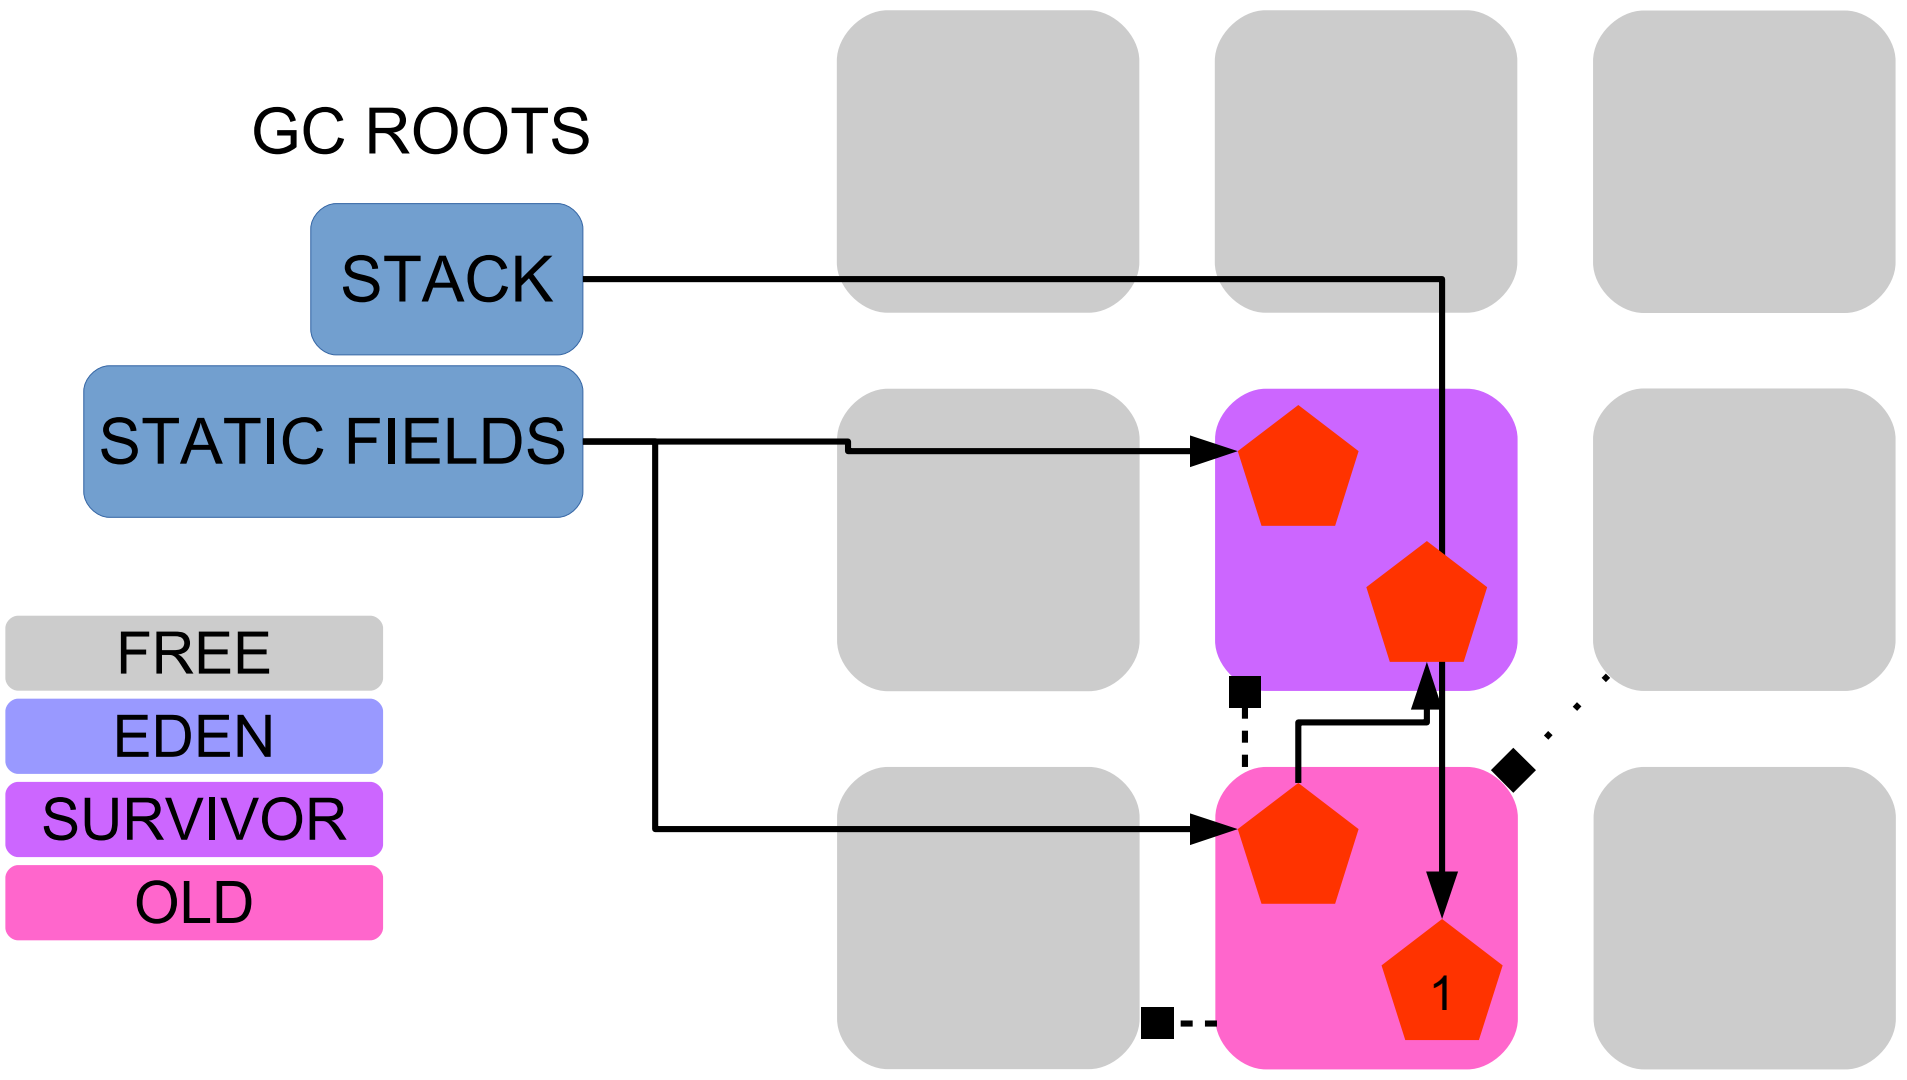 GC ROOTS
STACK
STATIC FIELDS
FREE
EDEN
SURVIVOR
OLD
1